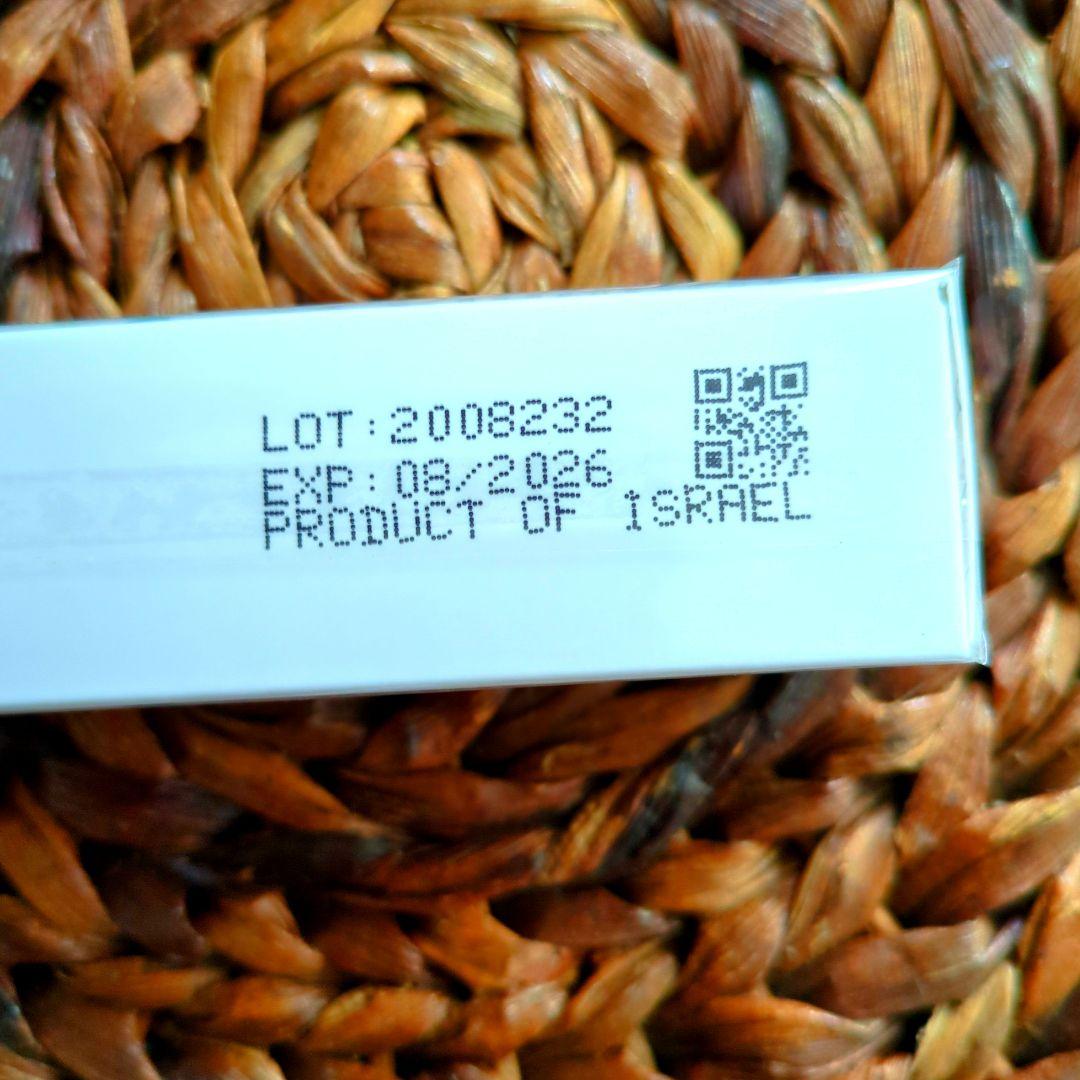 LOT:2008232
EXP:08/2026
PRODUCT OF ISRAEL